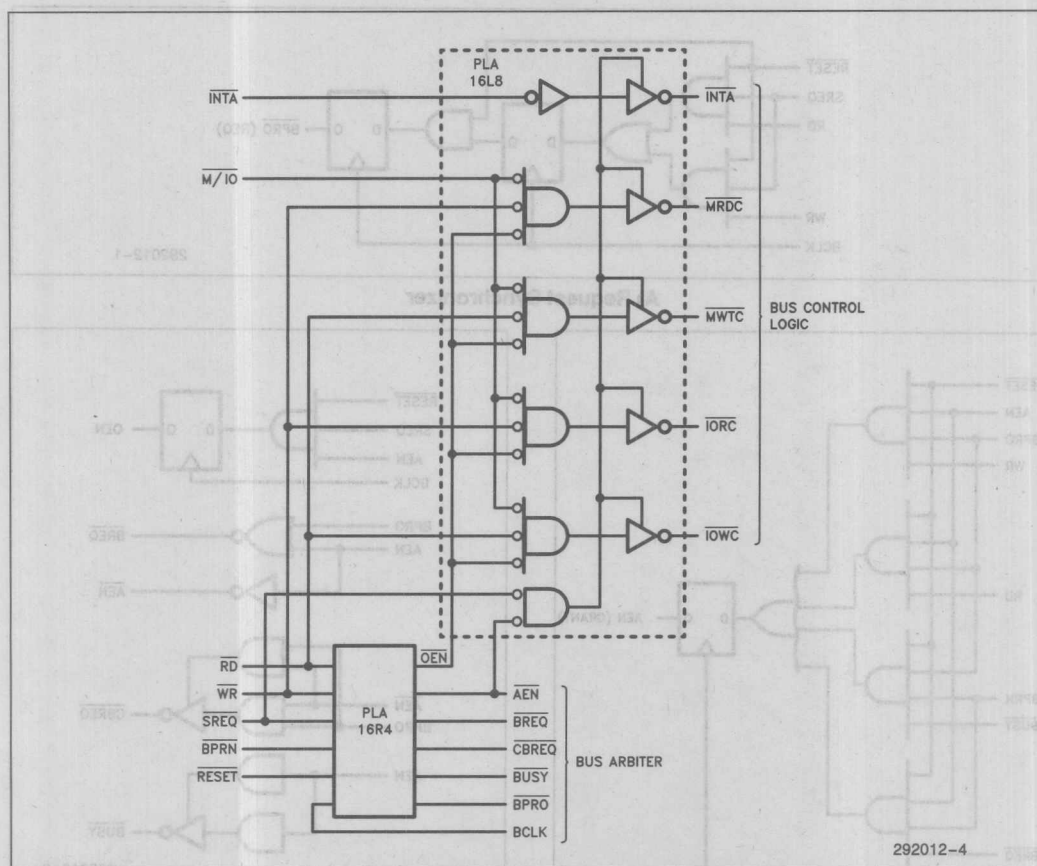 PLA
16L8
INTA
INTA
M/IO
MRDC
MWTC
BUS CONTROL
LOGIC
IORC
IOWC
OEN
RD
WR
AEN
SREQ
PLA
16R4
BREQ
BPRN
CBREQ
BUS ARBITER
RESET
BUSY
BPRO
BCLK
292012-4